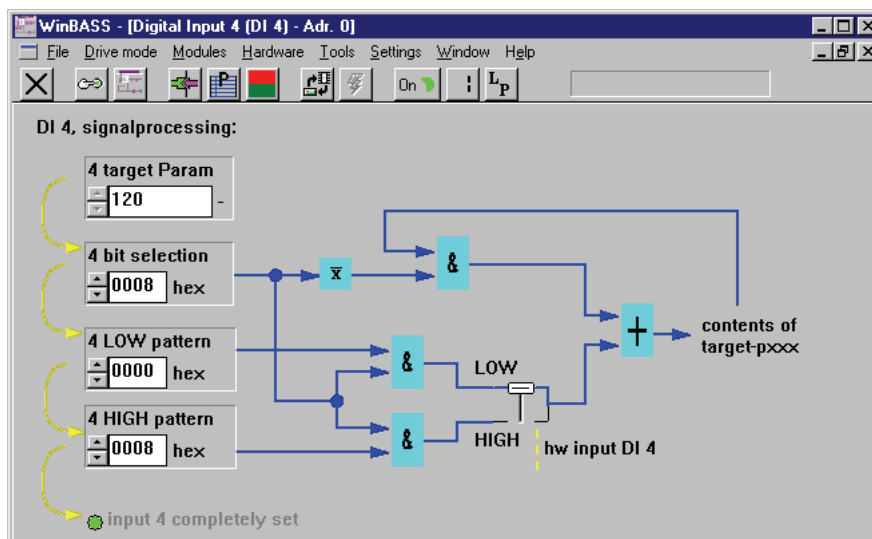 WinBASS - [Digital Input 4 (DI 4) - Adr. 0]
File Drive mode Modules Hardware Tools Settings Window Help
P On L P
DI 4, signalprocessing:
4 target Param
120 -
4 bit selection
0008 hex
x̅
&
4 LOW pattern
0000 hex
&
LOW
+
contents of
target-pxxx
4 HIGH pattern
0008 hex
&
HIGH
hw input DI 4
input 4 completely set